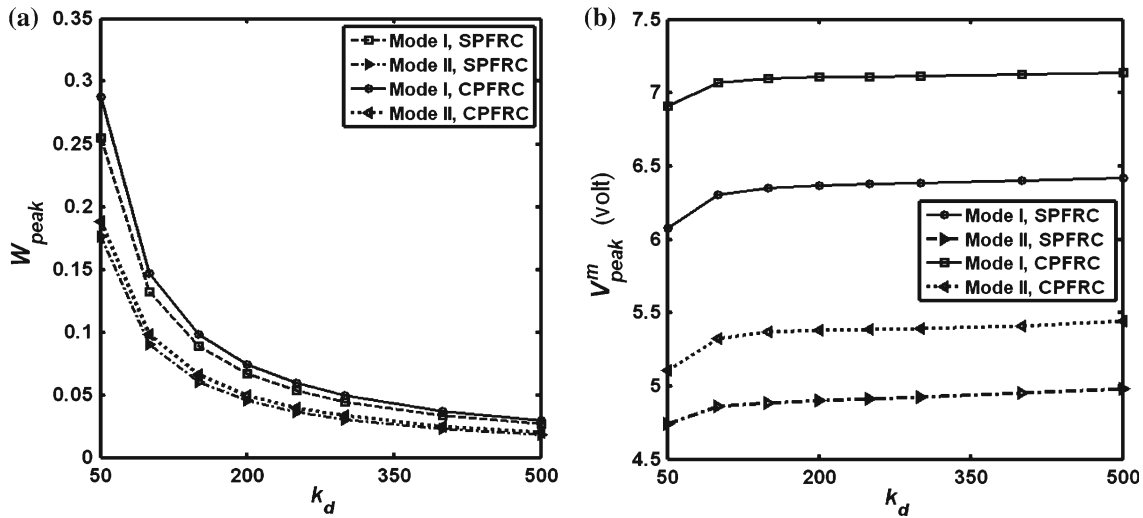 (a)
0.35
0.3
0.25
0.2
0.15
0.1
0.05
0
W_peak
50
200
350
500
k_d
Mode I, SPFRC
Mode II, SPFRC
Mode I, CPFRC
Mode II, CPFRC
(b)
7.5
7
6.5
6
5.5
5
4.5
V^m_peak (volt)
50
200
350
500
k_d
Mode I, SPFRC
Mode II, SPFRC
Mode I, CPFRC
Mode II, CPFRC